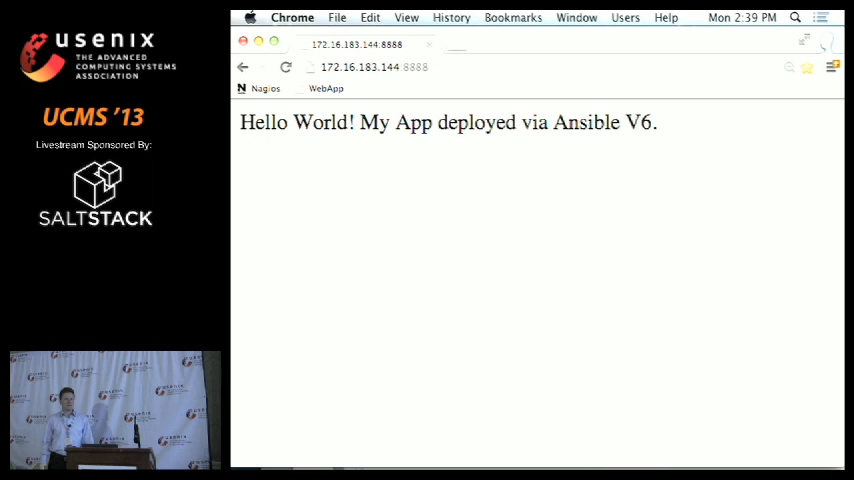 usenix
THE ADVANCED
COMPUTING SYSTEMS
ASSOCIATION
UCMS '13
Livestream Sponsored By:
SALTSTACK
Chrome File Edit View History Bookmarks Window Users Help Mon 2:39 PM
172.16.183.144:8888
172.16.183.144:8888
N Nagios WebApp
Hello World! My App deployed via Ansible V6.